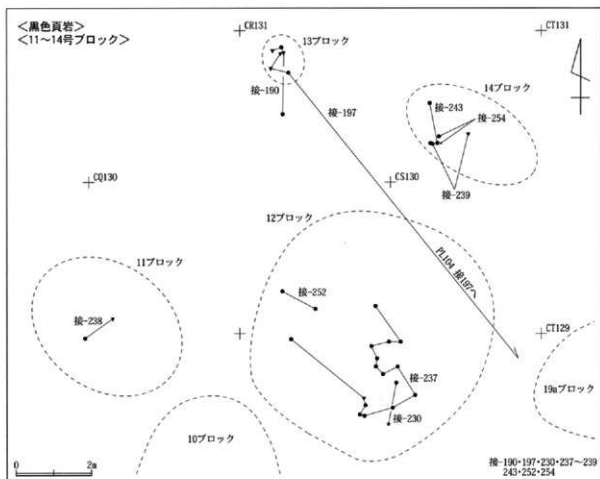 <黒色頁岩>
<11〜14号ブロック>
CR131
CT131
13ブロック
14ブロック
接-190
接-197
接-243
接-254
接-239
CQ130
CS130
12ブロック
11ブロック
PL104 接197へ
接-252
接-238
CT129
接-237
接-230
19aブロック
10ブロック
0
2m
接-190・197・230・237〜239
243・252・254